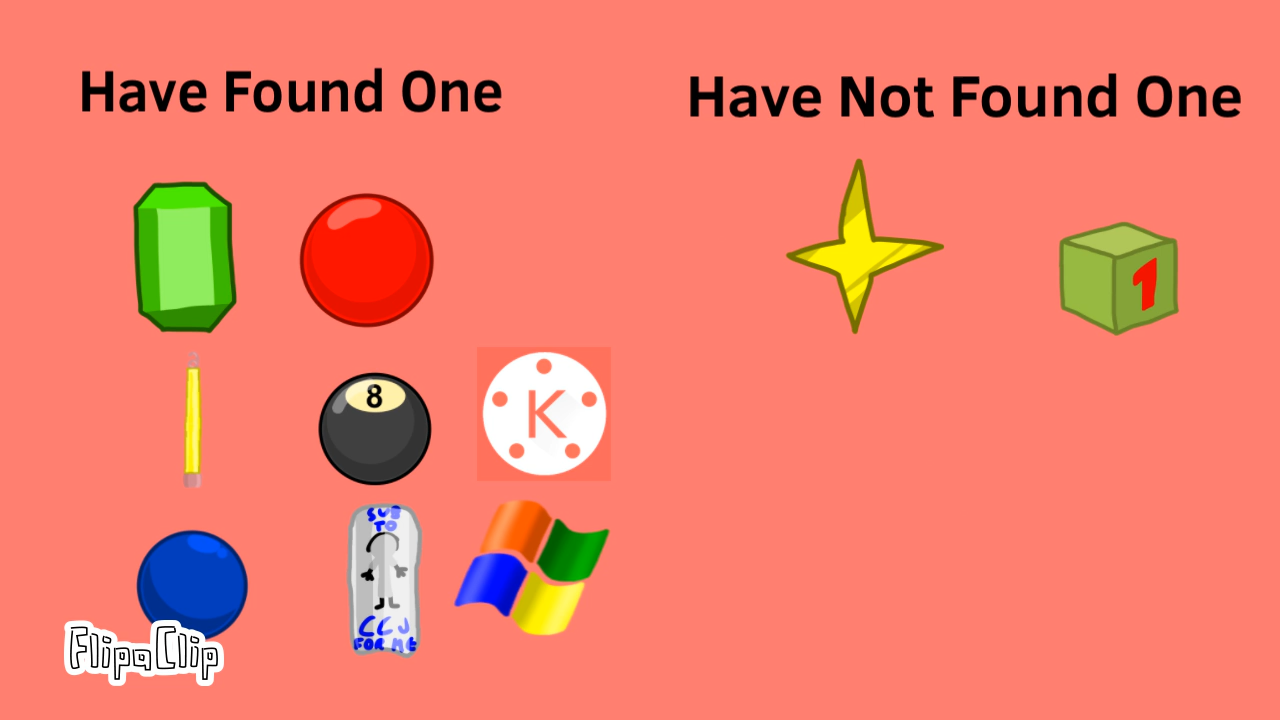 Have Found One
Have Not Found One
1
8
K
SUB
TO
CCJ
FOR ME
FlipaClip